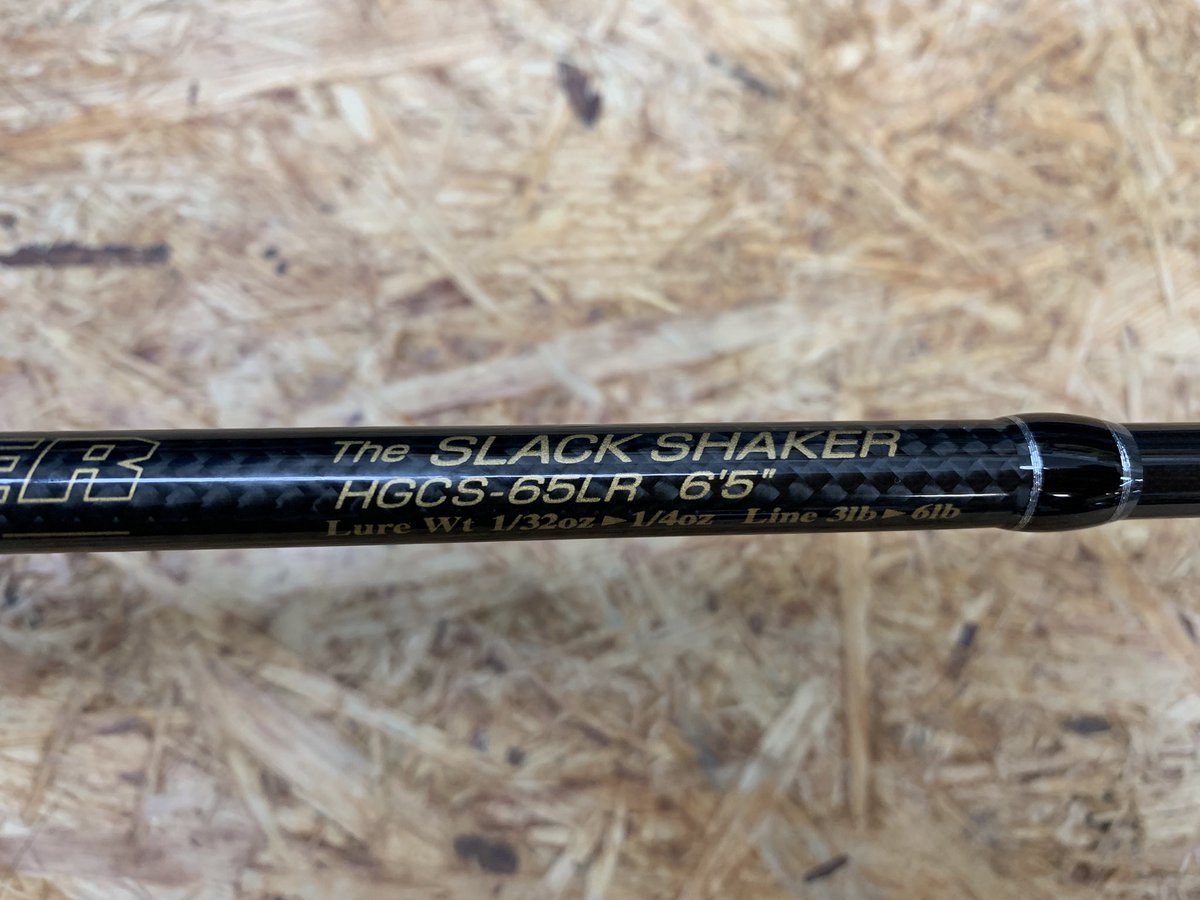 The SLACK SHAKER
HGCS-65LR 6'5"
Lure Wt 1/32oz▶1/4oz Line 3lb▶6lb